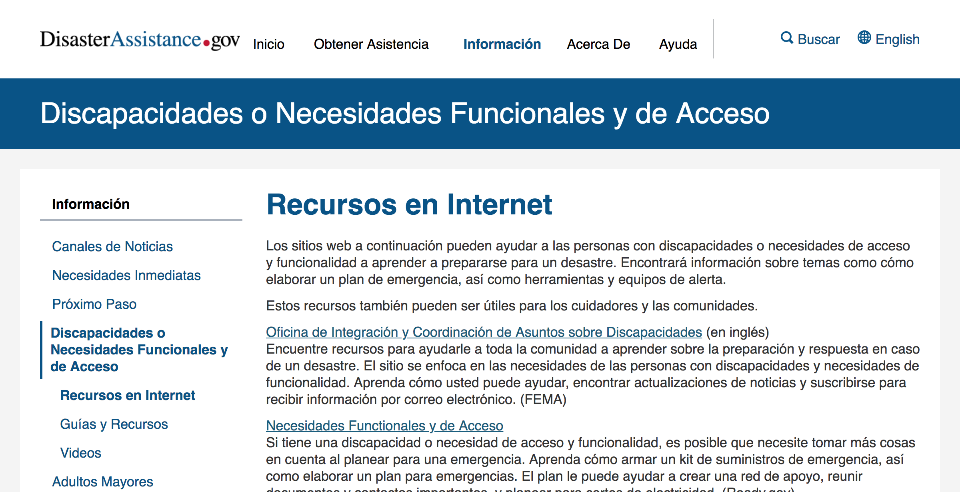 DisasterAssistance.gov
Inicio
Obtener Asistencia
Información
Acerca De
Ayuda
Buscar
English
Discapacidades o Necesidades Funcionales y de Acceso
Información
Canales de Noticias
Necesidades Inmediatas
Próximo Paso
Discapacidades o
Necesidades Funcionales y
de Acceso
Recursos en Internet
Guías y Recursos
Videos
Adultos Mayores
Recursos en Internet
Los sitios web a continuación pueden ayudar a las personas con discapacidades o necesidades de acceso
y funcionalidad a aprender a prepararse para un desastre. Encontrará información sobre temas como cómo
elaborar un plan de emergencia, así como herramientas y equipos de alerta.
Estos recursos también pueden ser útiles para los cuidadores y las comunidades.
Oficina de Integración y Coordinación de Asuntos sobre Discapacidades (en inglés)
Encuentre recursos para ayudarle a toda la comunidad a aprender sobre la preparación y respuesta en caso
de un desastre. El sitio se enfoca en las necesidades de las personas con discapacidades y necesidades de
funcionalidad. Aprenda cómo usted puede ayudar, encontrar actualizaciones de noticias y suscribirse para
recibir información por correo electrónico. (FEMA)
Necesidades Functionales y de Acceso
Si tiene una discapacidad o necesidad de acceso y funcionalidad, es posible que necesite tomar más cosas
en cuenta al planear para una emergencia. Aprenda cómo armar un kit de suministros de emergencia, así
como elaborar un plan para emergencias. El plan le puede ayudar a crear una red de apoyo, reunir
documentos y contactos importantes, y planear para cortes de electricidad. (Ready.gov)